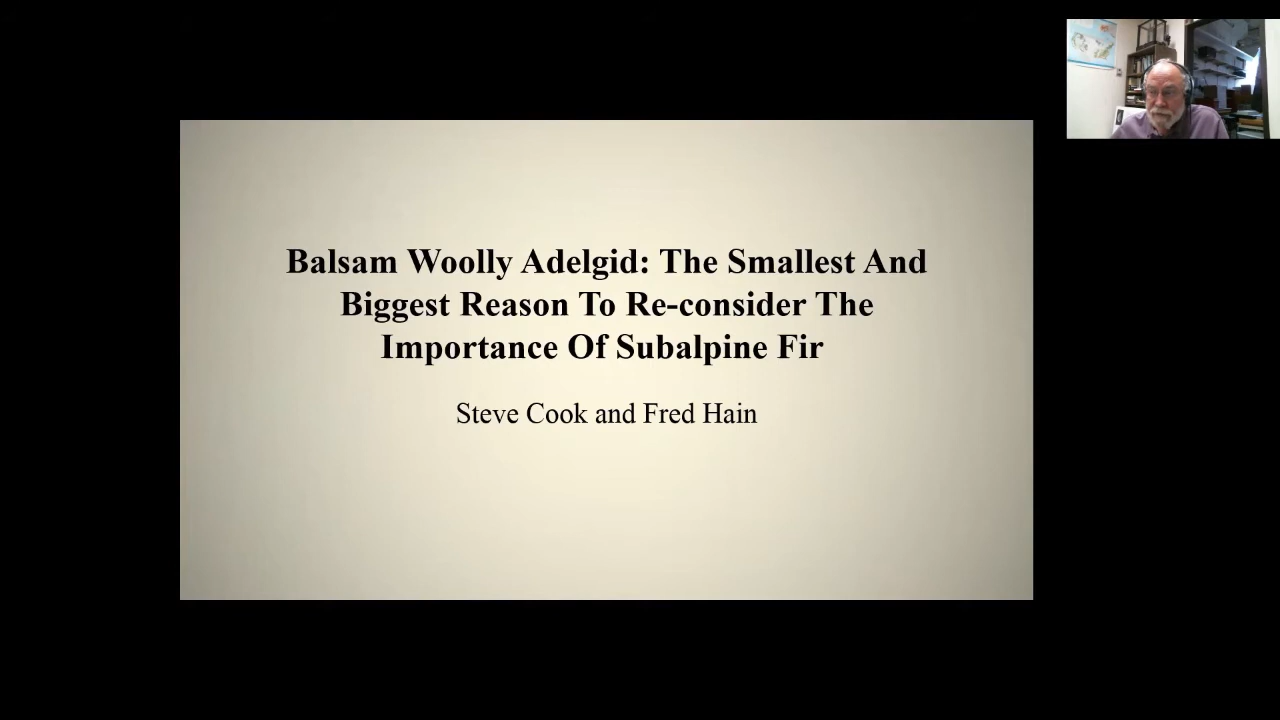 Balsam Woolly Adelgid: The Smallest And
Biggest Reason To Re-consider The
Importance Of Subalpine Fir
Steve Cook and Fred Hain